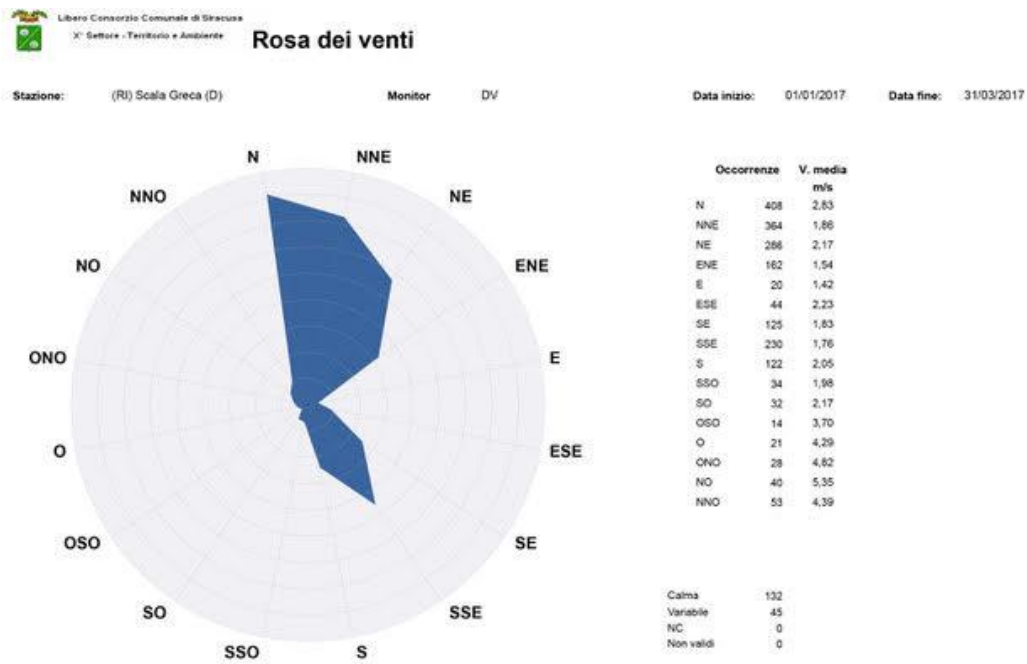 Libero Consorzio Comunale di Siracusa
X° Settore - Territorio e Ambiente
Rosa dei venti
Stazione: (RI) Scala Greca (D) Monitor DV Data inizio: 01/01/2017 Data fine: 31/03/2017
N
NNE
NE
ENE
E
ESE
SE
SSE
S
SSO
SO
OSO
O
ONO
NO
NNO
Occorrenze V. media
m/s
N 408 2,83
NNE 364 1,86
NE 286 2,17
ENE 162 1,54
E 20 1,42
ESE 44 2,23
SE 125 1,83
SSE 230 1,76
S 122 2,05
SSO 34 1,98
SO 32 2,17
OSO 14 3,70
O 21 4,29
ONO 28 4,82
NO 40 5,35
NNO 53 4,39
Calma 132
Variabile 45
NC 0
Non validi 0